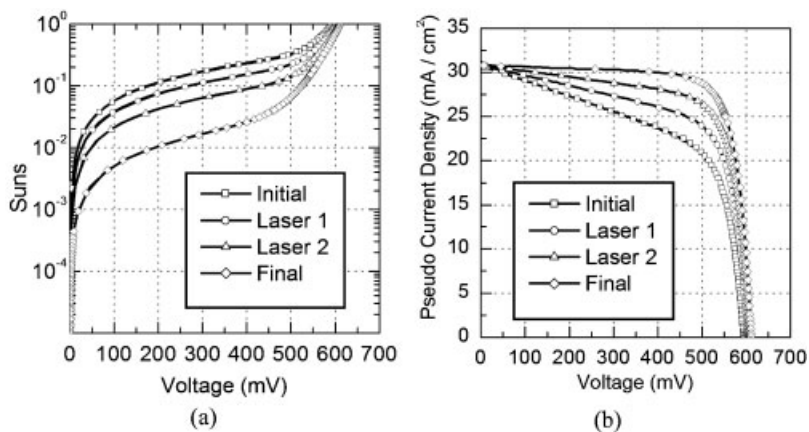 10^0
10^-1
10^-2
10^-3
10^-4
Suns
Initial
Laser 1
Laser 2
Final
0 100 200 300 400 500 600 700
Voltage (mV)
(a)
35
30
25
20
15
10
5
0
Pseudo Current Density (mA / cm²)
Initial
Laser 1
Laser 2
Final
0 100 200 300 400 500 600 700
Voltage (mV)
(b)